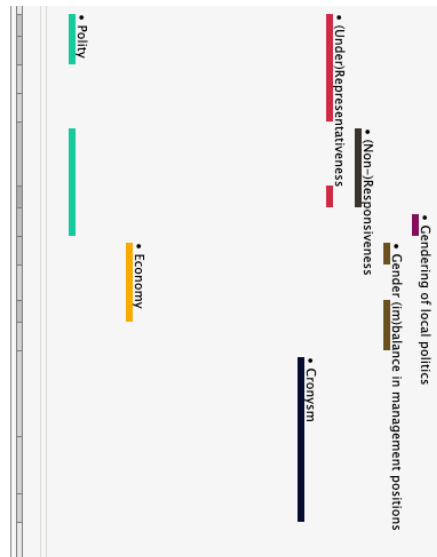 • Polity
• (Under)Representativeness
• (Non-)Responsiveness
• Gendering of local politics
• Gender (im)balance in management positions
• Economy
• Cronysm